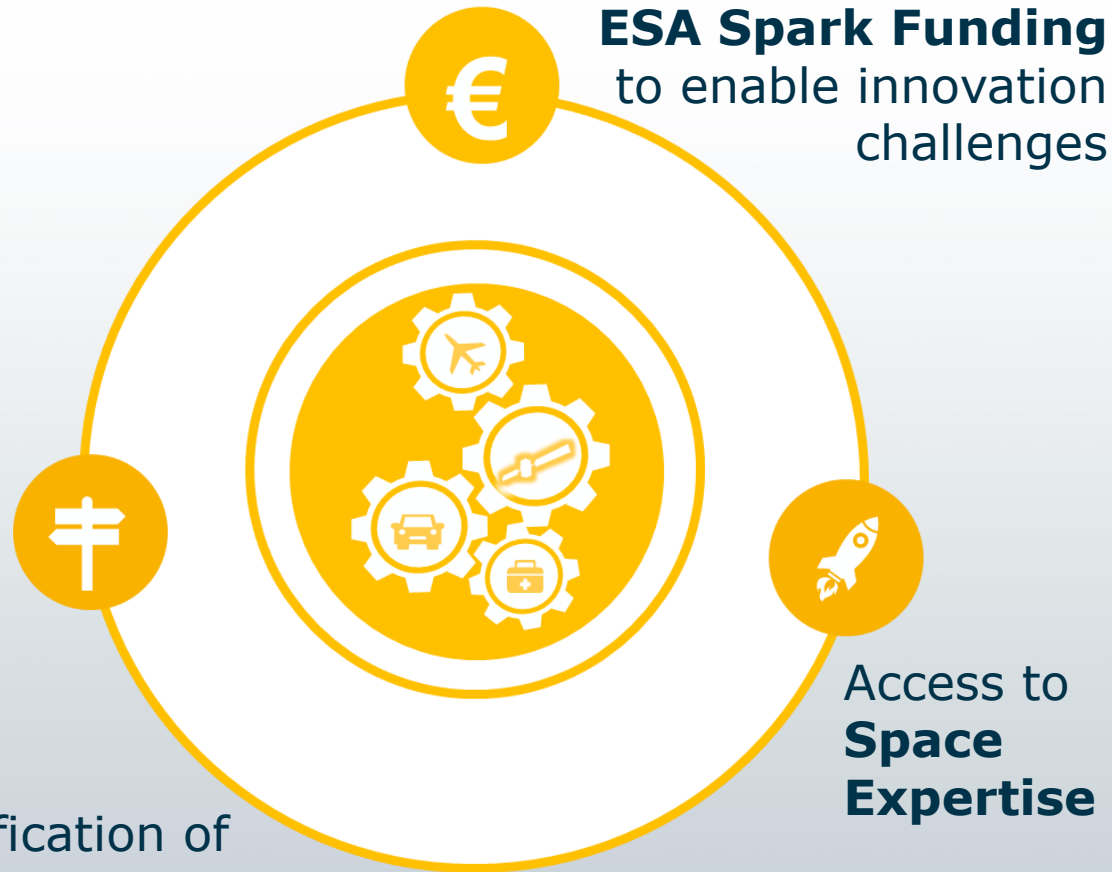 ESA Spark Funding
to enable innovation
challenges
€
Access to
Space
Expertise
fication of